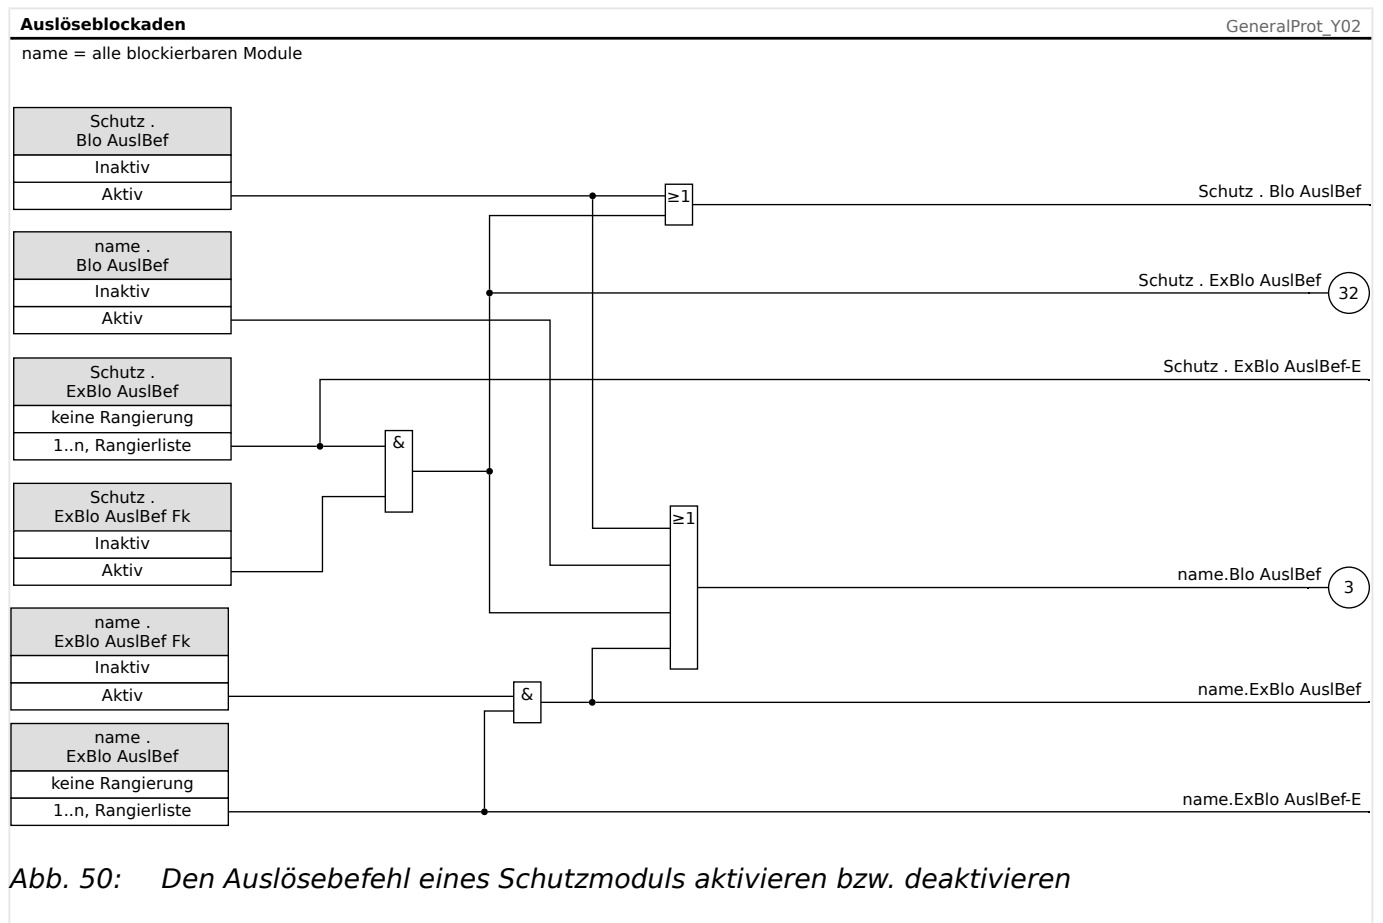 Auslöseblockaden
GeneralProt_Y02
name = alle blockierbaren Module
Schutz .
Blo AuslBef
Inaktiv
Aktiv
≥1
Schutz . Blo AuslBef
name .
Blo AuslBef
Inaktiv
Aktiv
Schutz . ExBlo AuslBef
32
Schutz .
ExBlo AuslBef
keine Rangierung
1..n, Rangierliste
&
Schutz . ExBlo AuslBef-E
Schutz .
ExBlo AuslBef Fk
Inaktiv
Aktiv
≥1
name.Blo AuslBef
3
name .
ExBlo AuslBef Fk
Inaktiv
Aktiv
&
name.ExBlo AuslBef
name .
ExBlo AuslBef
keine Rangierung
1..n, Rangierliste
name.ExBlo AuslBef-E
Abb. 50: Den Auslösebefehl eines Schutzmoduls aktivieren bzw. deaktivieren